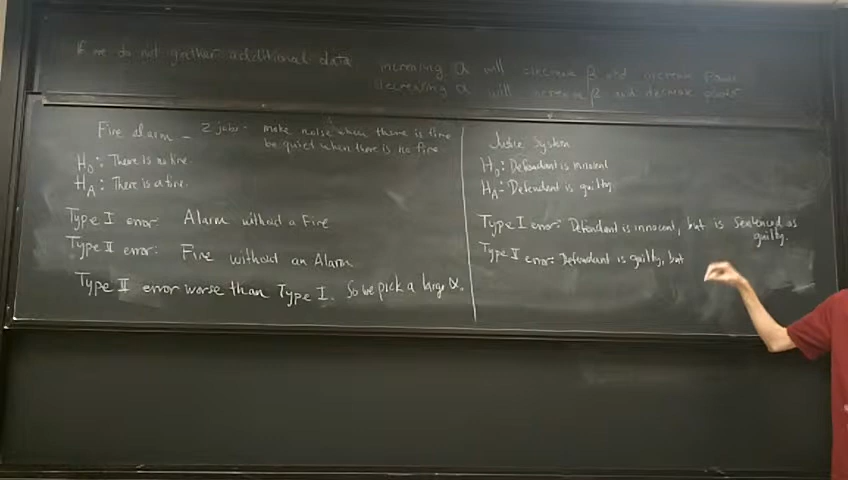 If we do not gather additional data
increasing α will decrease β and increase power
decreasing α will increase β and decrease power
Fire alarm - 2 jobs - make noise when there is fire
be quiet when there is no fire.
H₀: There is no fire.
H_A: There is a fire.
Type I error: Alarm without a Fire
Type II error: Fire without an Alarm
Type II error worse than Type I. So we pick a large α.
Justice System
H₀: Defendant is innocent
H_A: Defendant is guilty
Type I error: Defendant is innocent, but is sentenced as
guilty.
Type II error: Defendant is guilty, but